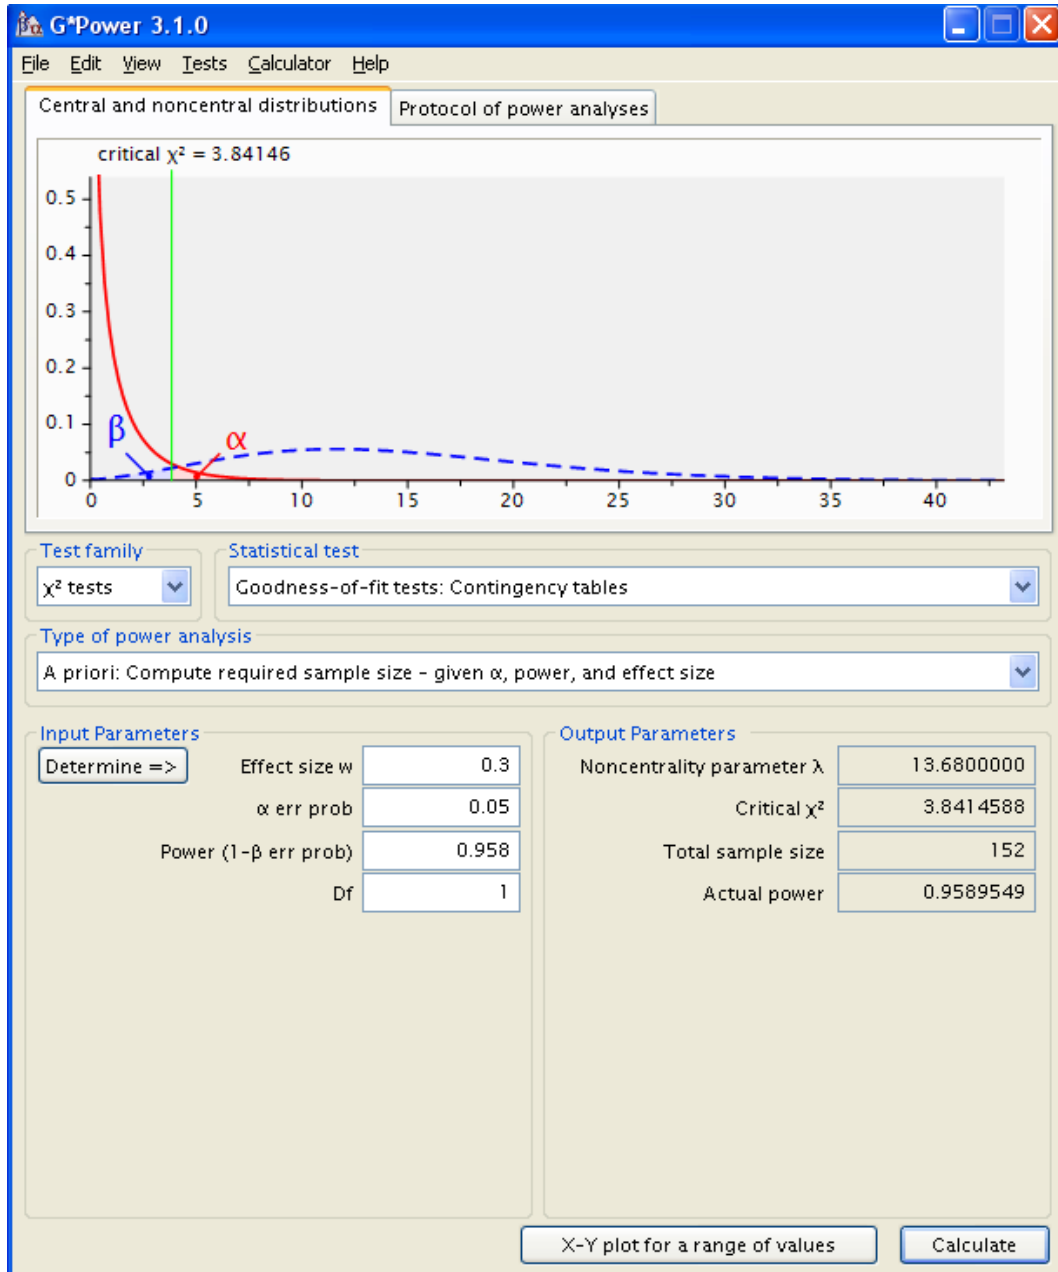 G*Power 3.1.0
File Edit View Tests Calculator Help
Central and noncentral distributions
Protocol of power analyses
critical χ² = 3.84146
0.5
0.4
0.3
0.2
0.1
0
β
α
0 5 10 15 20 25 30 35 40
Test family
Statistical test
χ² tests
Goodness-of-fit tests: Contingency tables
Type of power analysis
A priori: Compute required sample size - given α, power, and effect size
Input Parameters
Determine =>
Effect size w 0.3
α err prob 0.05
Power (1-β err prob) 0.958
Df 1
Output Parameters
Noncentrality parameter λ 13.6800000
Critical χ² 3.8414588
Total sample size 152
Actual power 0.9589549
X-Y plot for a range of values
Calculate